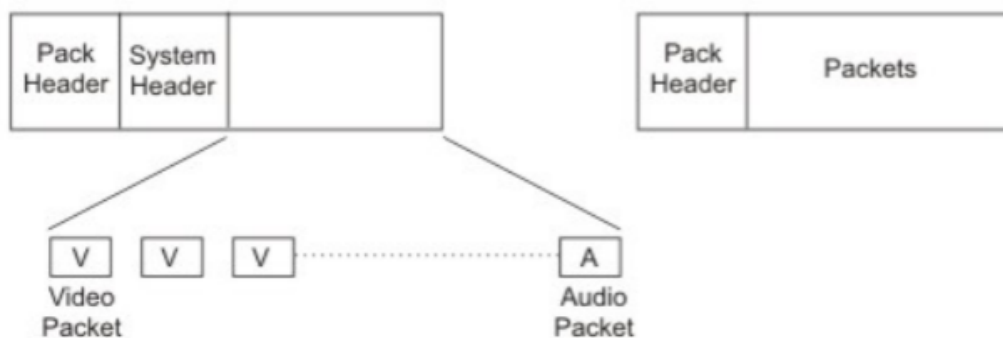 Pack
Header
System
Header
Pack
Header
Packets
V
V
V
A
Video
Packet
Audio
Packet